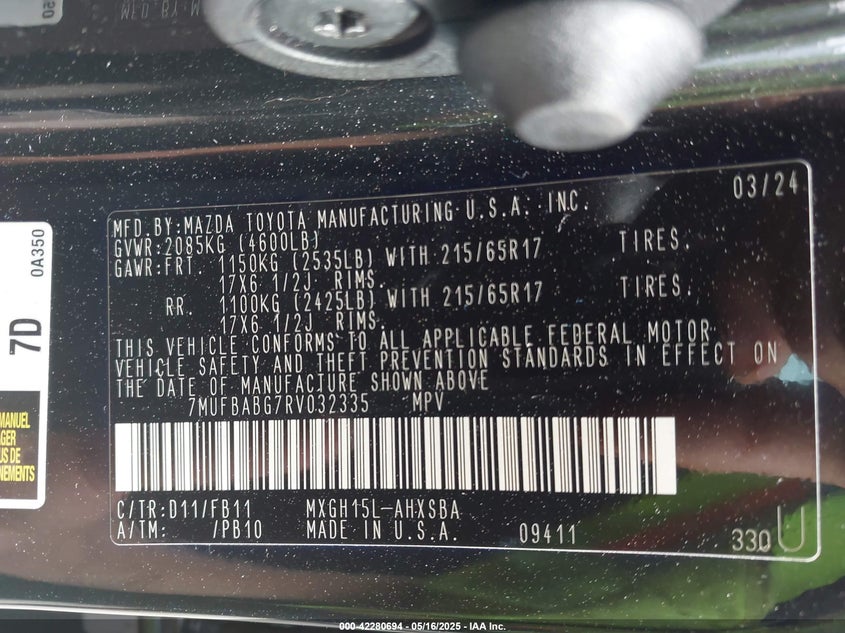 03/24
MFD.BY:MAZDA TOYOTA MANUFACTURING U.S.A. INC.
GVWR:2085KG (4600LB)
GAWR:FRT. 1150KG (2535LB) WITH 215/65R17 TIRES,
17X6 1/2J RIMS.
RR. 1100KG (2425LB) WITH 215/65R17 TIRES,
17X6 1/2J RIMS.
THIS VEHICLE CONFORMS TO ALL APPLICABLE FEDERAL MOTOR
VEHICLE SAFETY AND THEFT PREVENTION STANDARDS IN EFFECT ON
THE DATE OF MANUFACTURE SHOWN ABOVE
7MUFBABG7RV032335 MPV
C/TR:D11/FB11 MXGH15L-AHXSBA
A/TM: /PB10 MADE IN U.S.A. 09411
330 U
0A350
7D
MANUEL
000-42280694 - 05/16/2025 - IAA Inc.